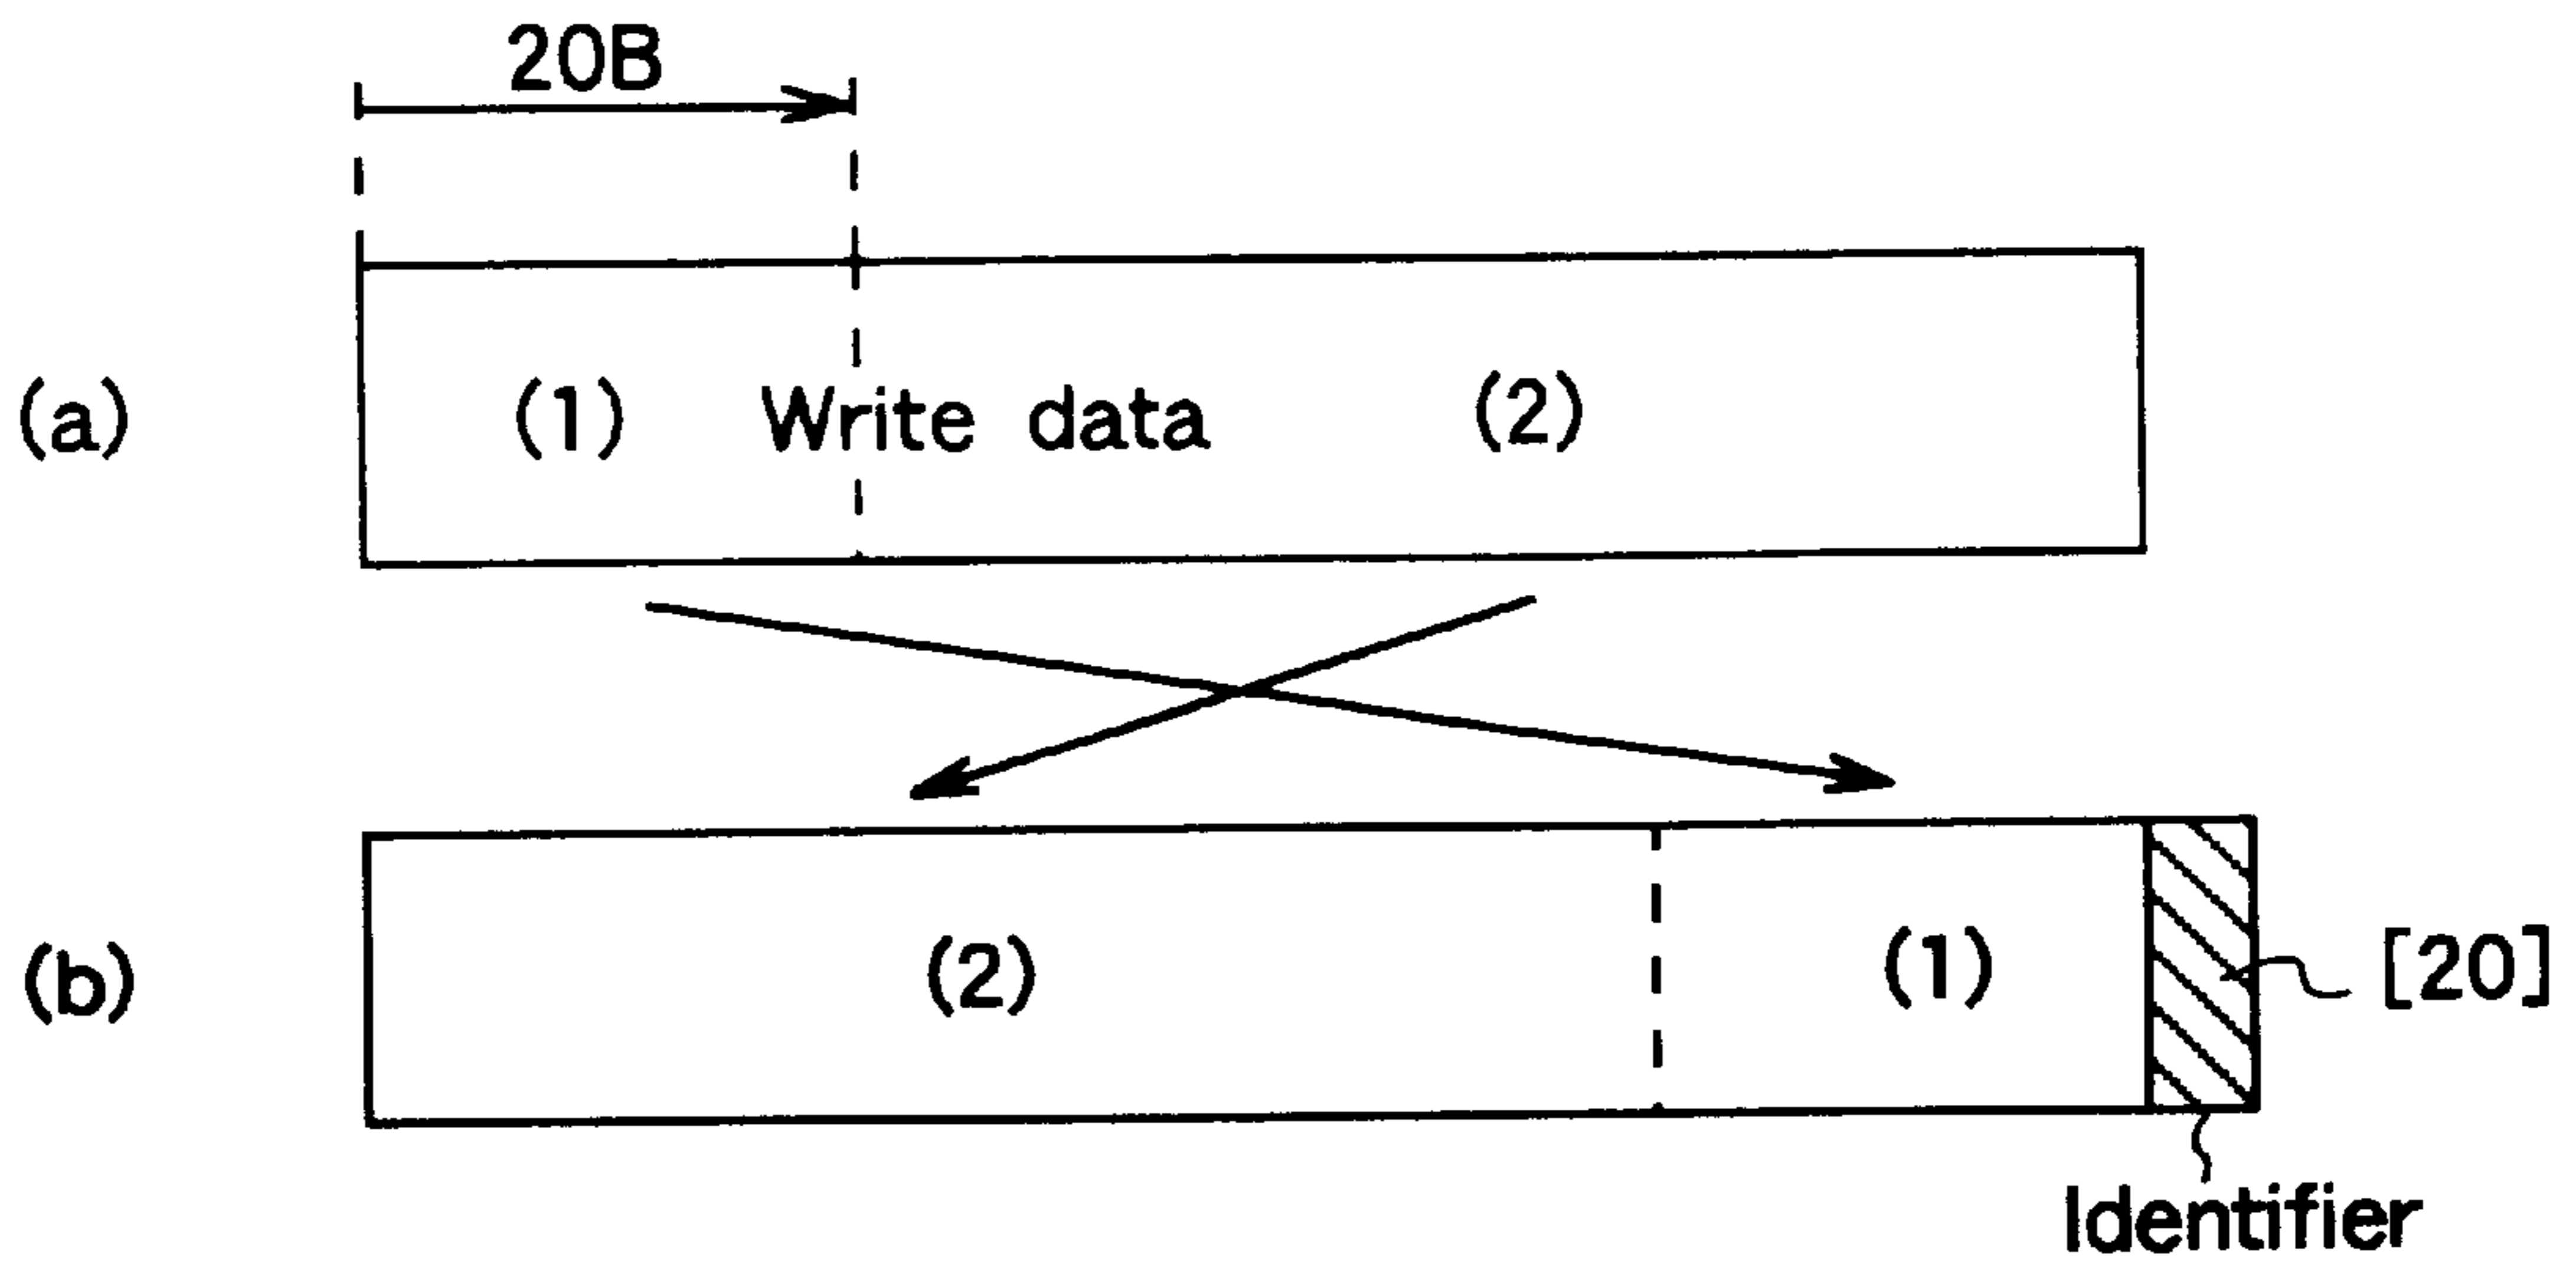 20B
(a) (1) Write data (2)
(b) (2) (1) [20]
Identifier